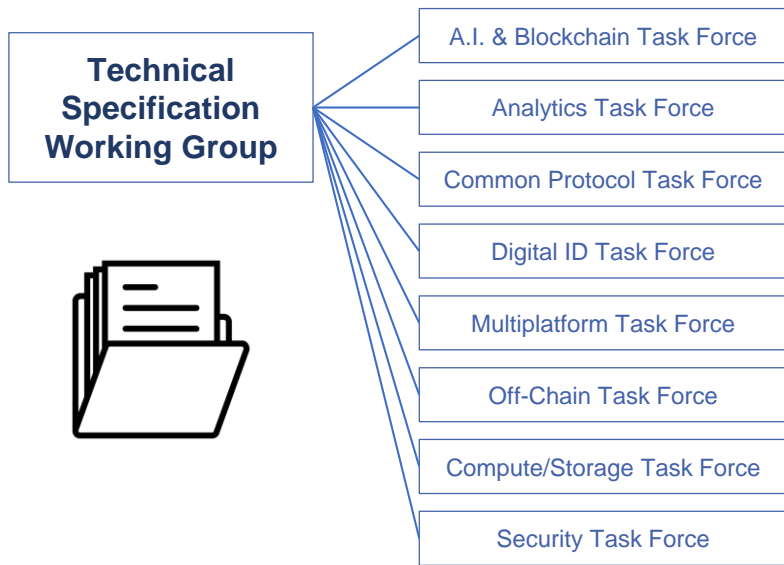 Technical
Specification
Working Group
A.I. & Blockchain Task Force
Analytics Task Force
Common Protocol Task Force
Digital ID Task Force
Multiplatform Task Force
Off-Chain Task Force
Compute/Storage Task Force
Security Task Force